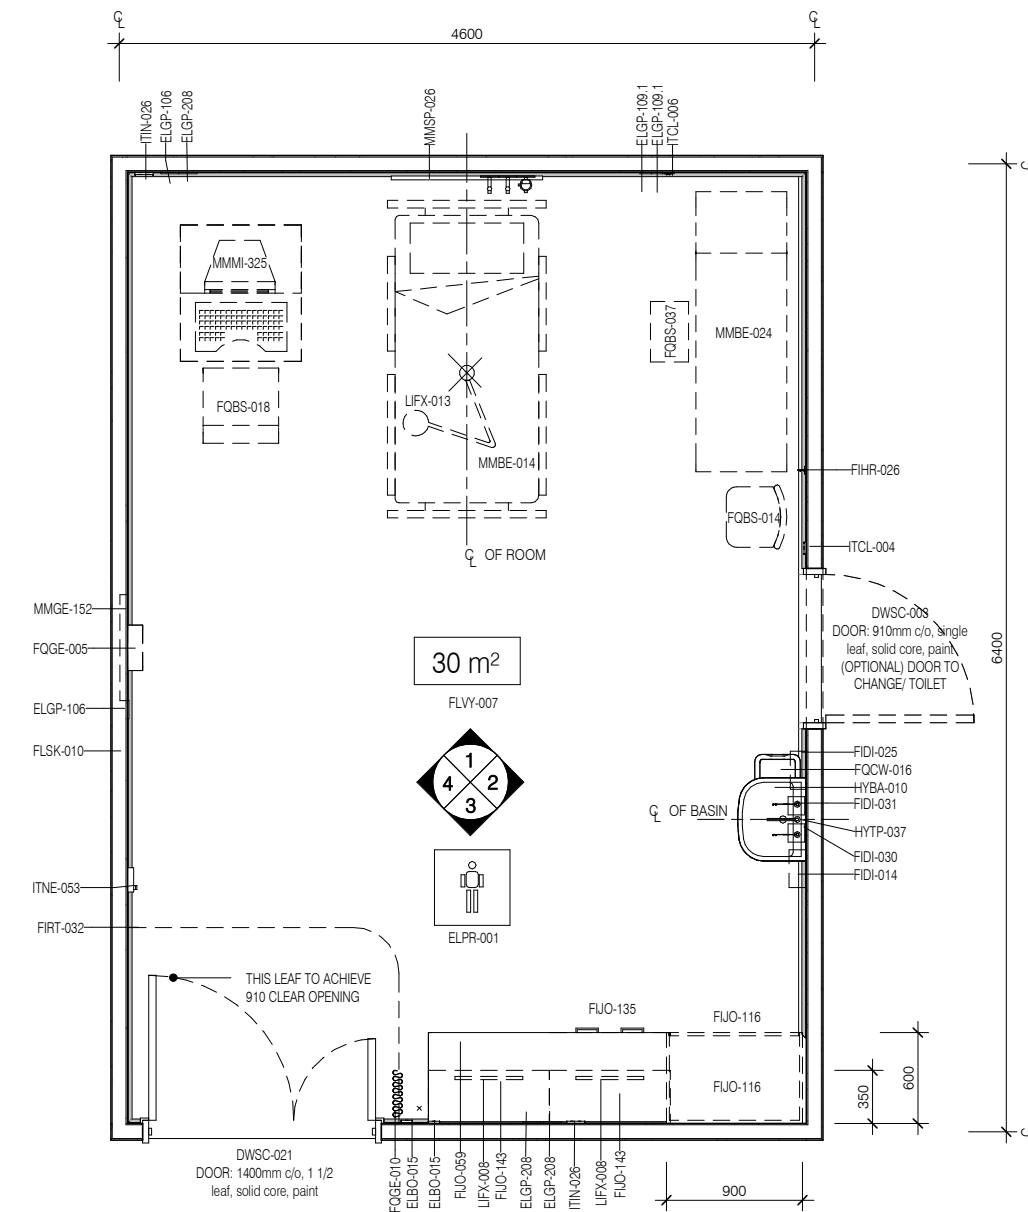 ℄
℄
4600
ITIN-026
ELGP-106
ELGP-208
MMSP-026
ELGP-109.1
ELGP-109.1
ITCL-006
MMMI-325
FQBS-037
MMBE-024
FQBS-018
LIFX-013
MMBE-014
FIHR-026
FQBS-014
ITCL-004
℄ OF ROOM
MMGE-152
FQGE-005
ELGP-106
FLSK-010
30 m²
FLVY-007
DWSC-003
DOOR: 910mm c/o, single
leaf, solid core, paint
(OPTIONAL) DOOR TO
CHANGE/ TOILET
6400
1
4
2
3
℄ OF BASIN
FIDI-025
FQCW-016
HYBA-010
FIDI-031
HYTP-037
FIDI-030
FIDI-014
ITNE-053
FIRT-032
ELPR-001
THIS LEAF TO ACHIEVE
910 CLEAR OPENING
FIJO-135
FIJO-116
FIJO-116
350
600
DWSC-021
DOOR: 1400mm c/o, 1 1/2
leaf, solid core, paint
FQGE-010
ELBO-015
ELBO-015
FIJO-059
LIFX-008
FIJO-143
ELGP-208
ELGP-208
ITIN-026
LIFX-008
FIJO-143
900